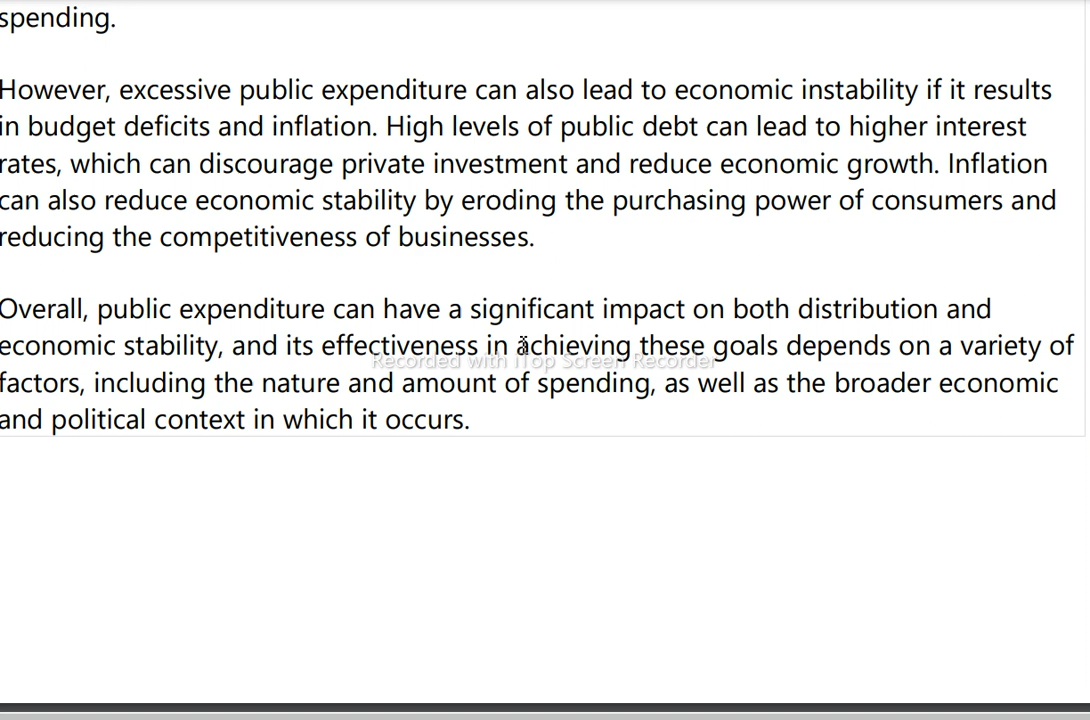 spending.
However, excessive public expenditure can also lead to economic instability if it results
in budget deficits and inflation. High levels of public debt can lead to higher interest
rates, which can discourage private investment and reduce economic growth. Inflation
can also reduce economic stability by eroding the purchasing power of consumers and
reducing the competitiveness of businesses.
Overall, public expenditure can have a significant impact on both distribution and
economic stability, and its effectiveness in achieving these goals depends on a variety of
Recorded with iTop Screen Recorder
factors, including the nature and amount of spending, as well as the broader economic
and political context in which it occurs.